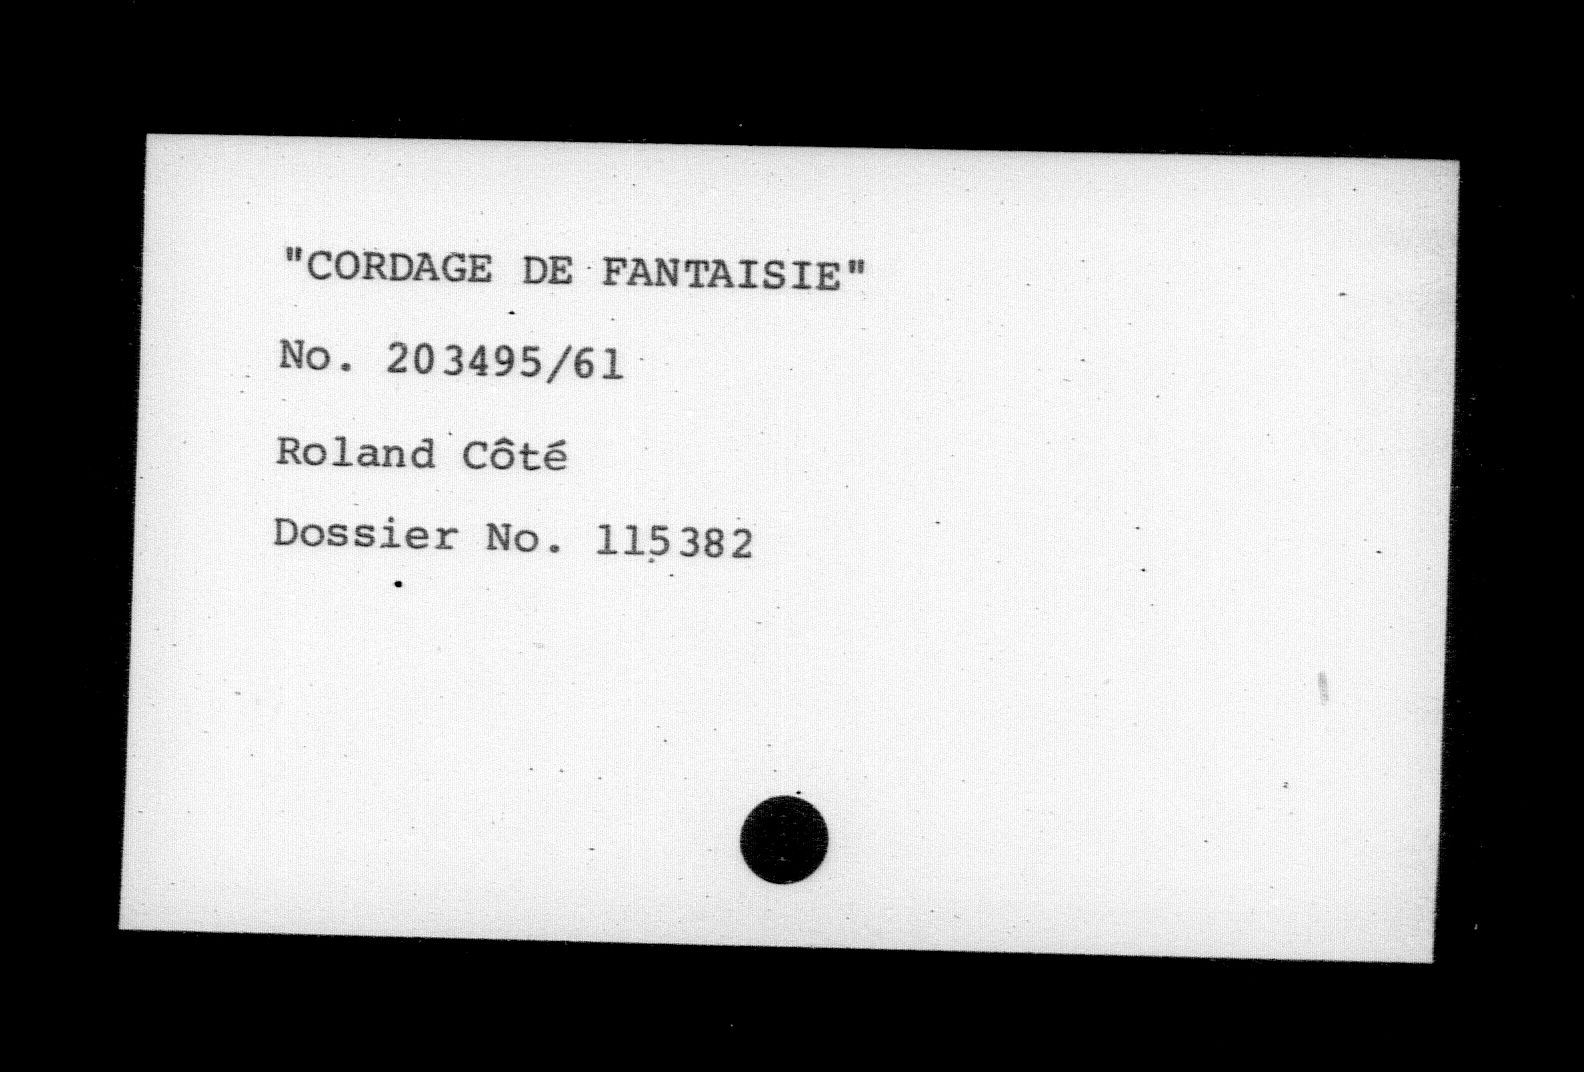 "CORDAGE DE FANTAISIE"
No. 203495/61
Roland Côté
Dossier No. 115382